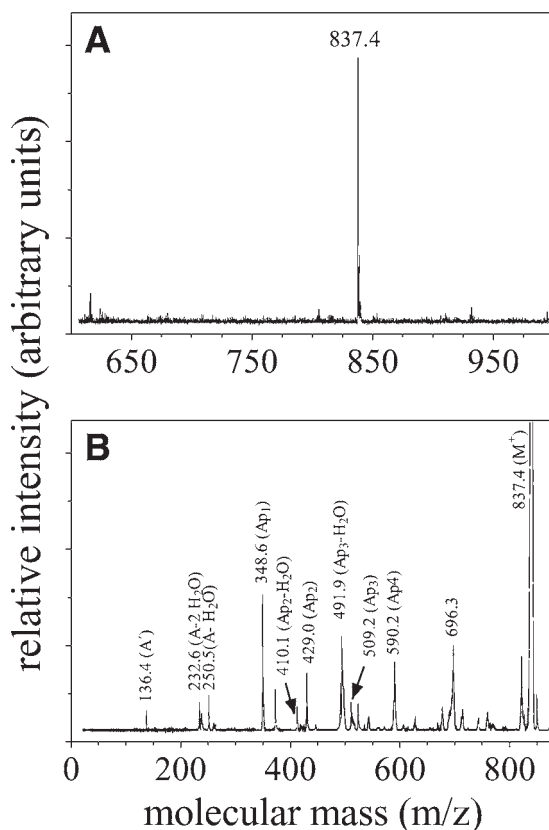 relative intensity (arbitrary units)
A
837.4
650
750
850
950
B
136.4 (A')
232.6 (A-2 H₂O)
250.5(A- H₂O)
348.6 (Ap₁)
410.1 (Ap₂-H₂O)
429.0 (Ap₂)
491.9 (Ap₃-H₂O)
509.2 (Ap₃)
590.2 (Ap4)
696.3
837.4 (M⁺)
0
200
400
600
800
molecular mass (m/z)